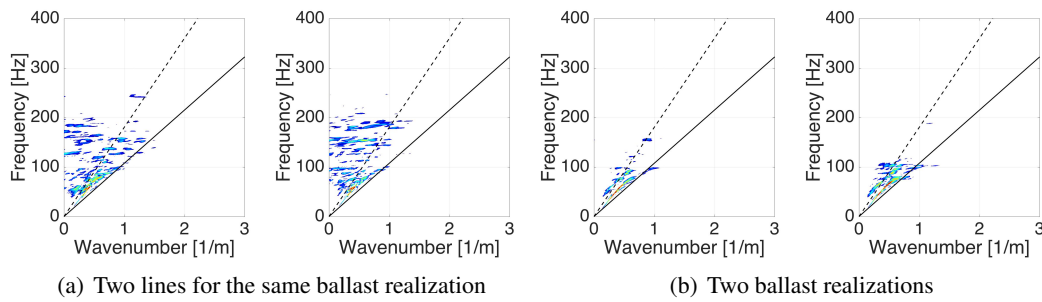 400
300
200
100
0
Frequency [Hz]
0 1 2 3
Wavenumber [1/m]
400
300
200
100
0
Frequency [Hz]
0 1 2 3
Wavenumber [1/m]
(a) Two lines for the same ballast realization
400
300
200
100
0
Frequency [Hz]
0 1 2 3
Wavenumber [1/m]
400
300
200
100
0
Frequency [Hz]
0 1 2 3
Wavenumber [1/m]
(b) Two ballast realizations